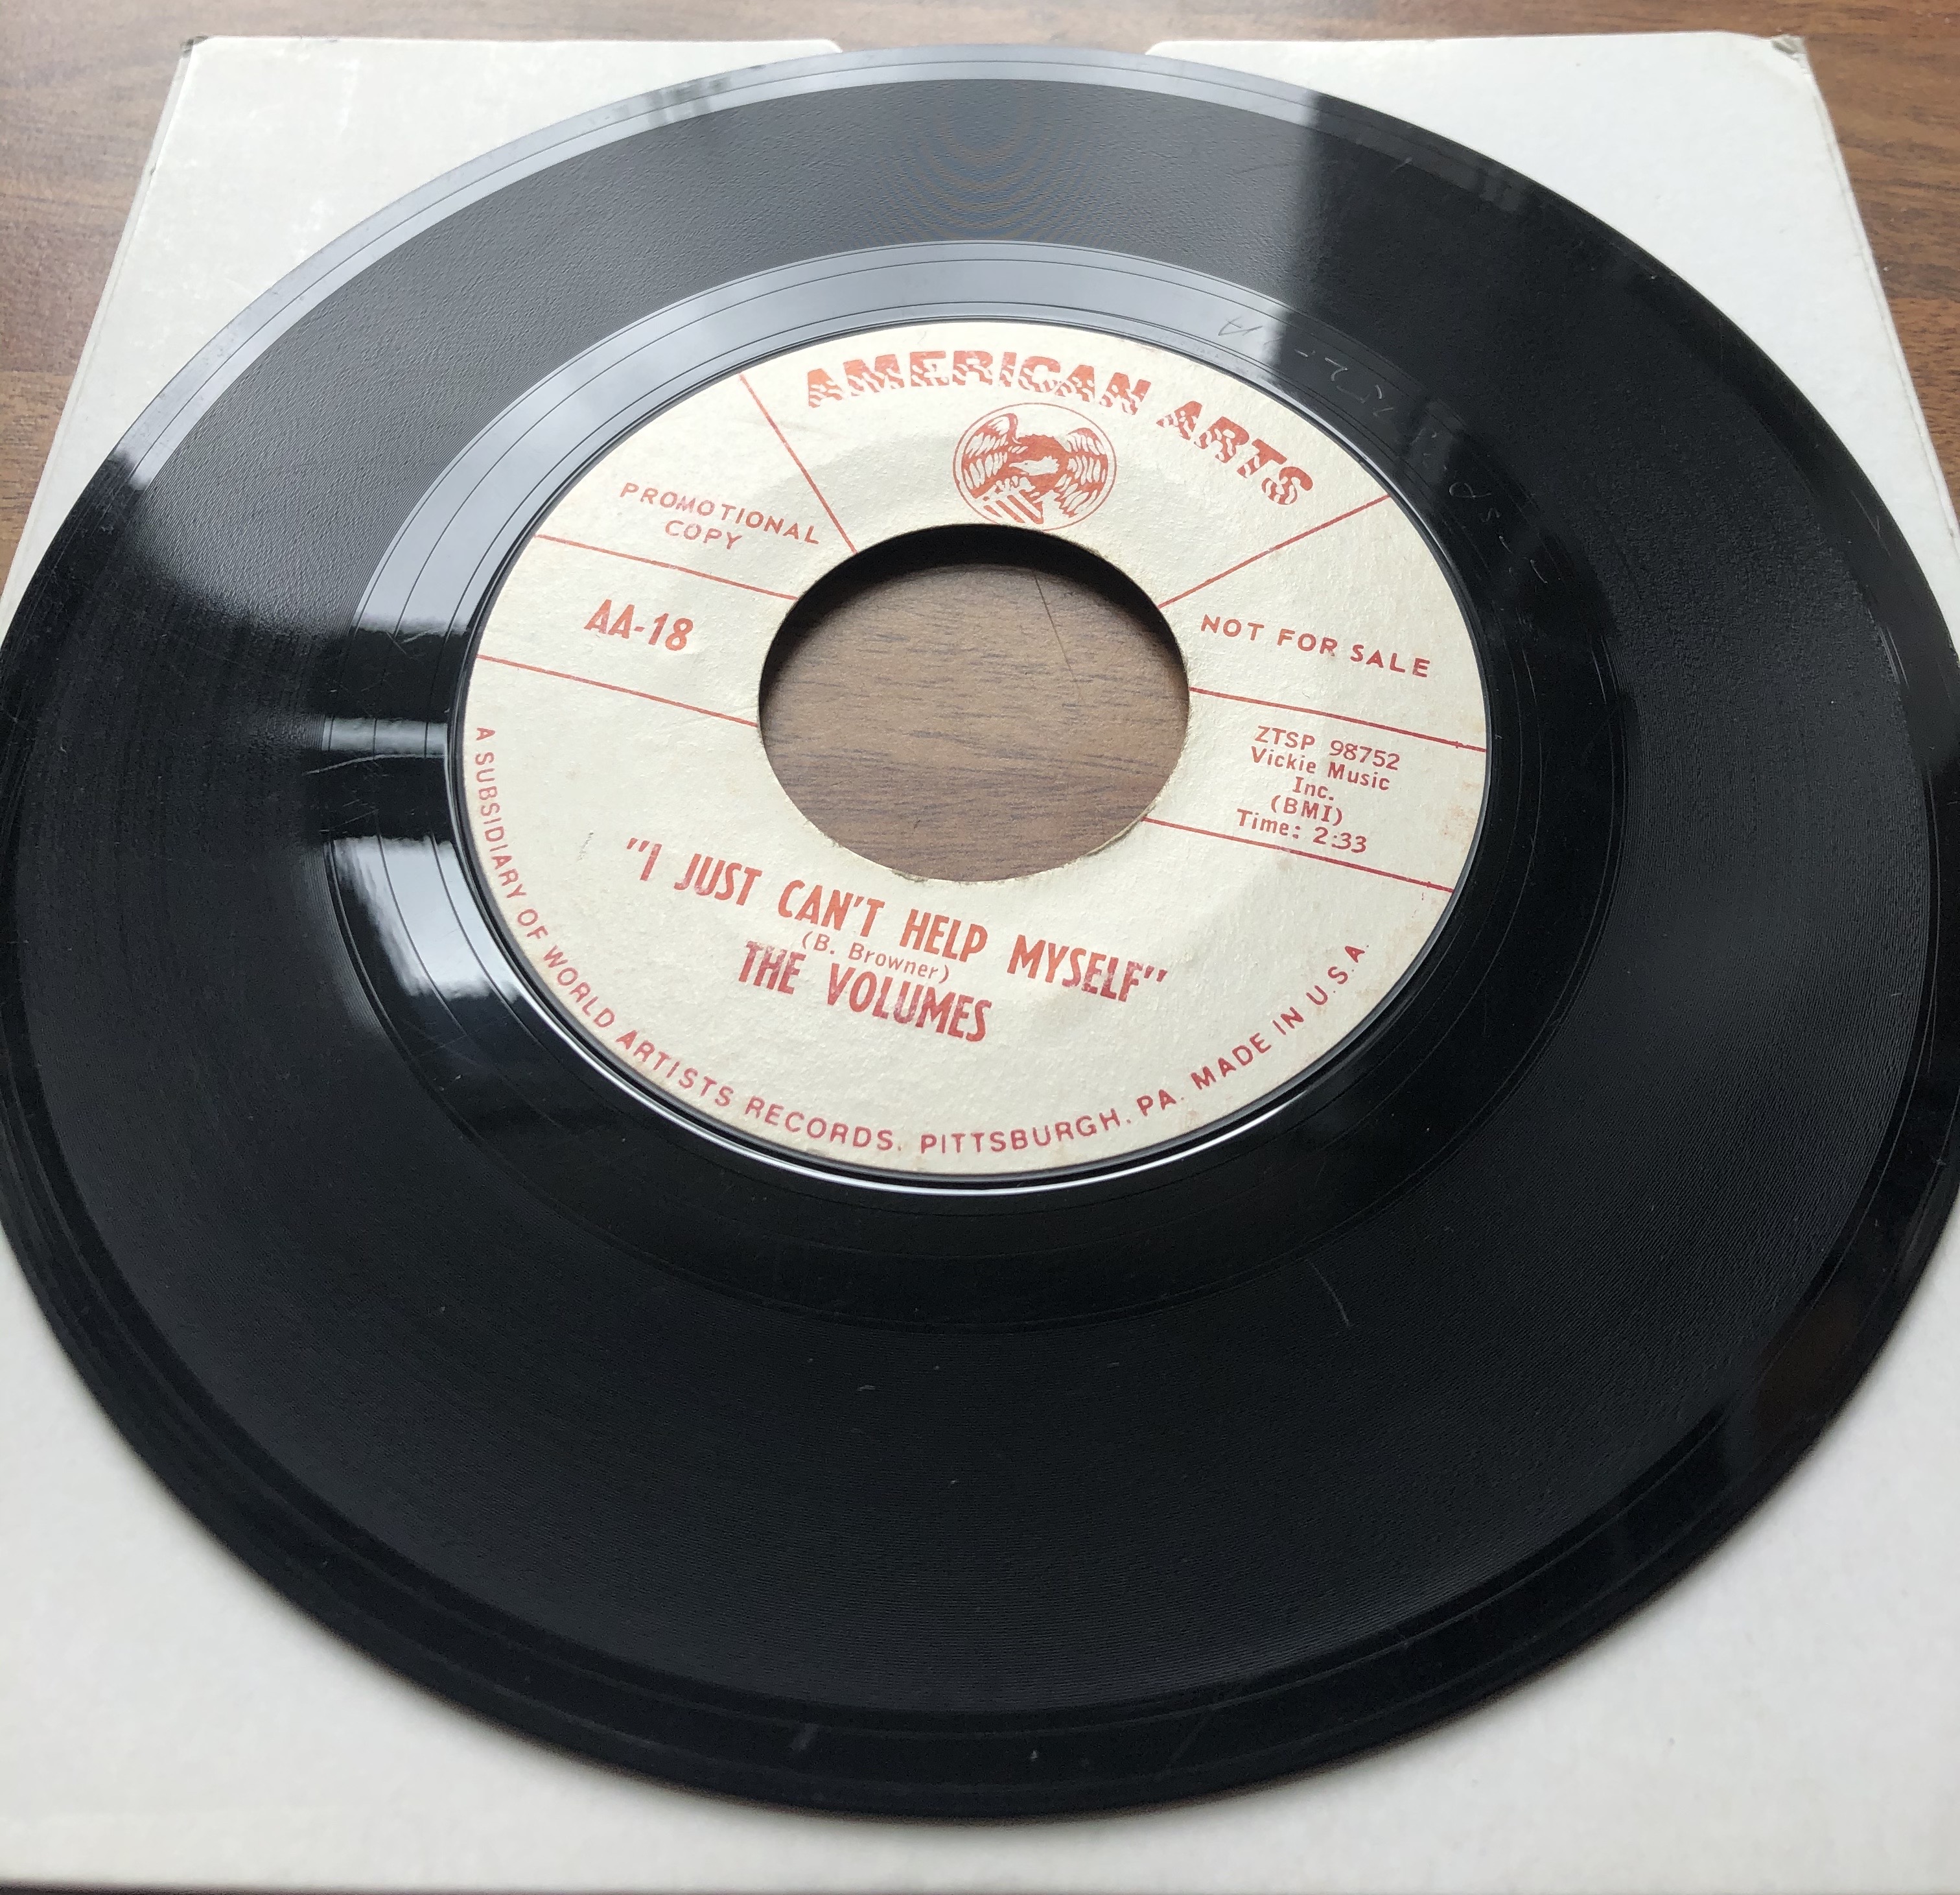 AMERICAN ARTS
PROMOTIONAL
COPY
NOT FOR SALE
AA-18
ZTSP 98752
Vickie Music
Inc.
(BMI)
Time: 2:33
"I JUST CAN'T HELP MYSELF"
(B. Browner)
THE VOLUMES
A SUBSIDIARY OF WORLD ARTISTS RECORDS, PITTSBURGH, PA. MADE IN U.S.A.